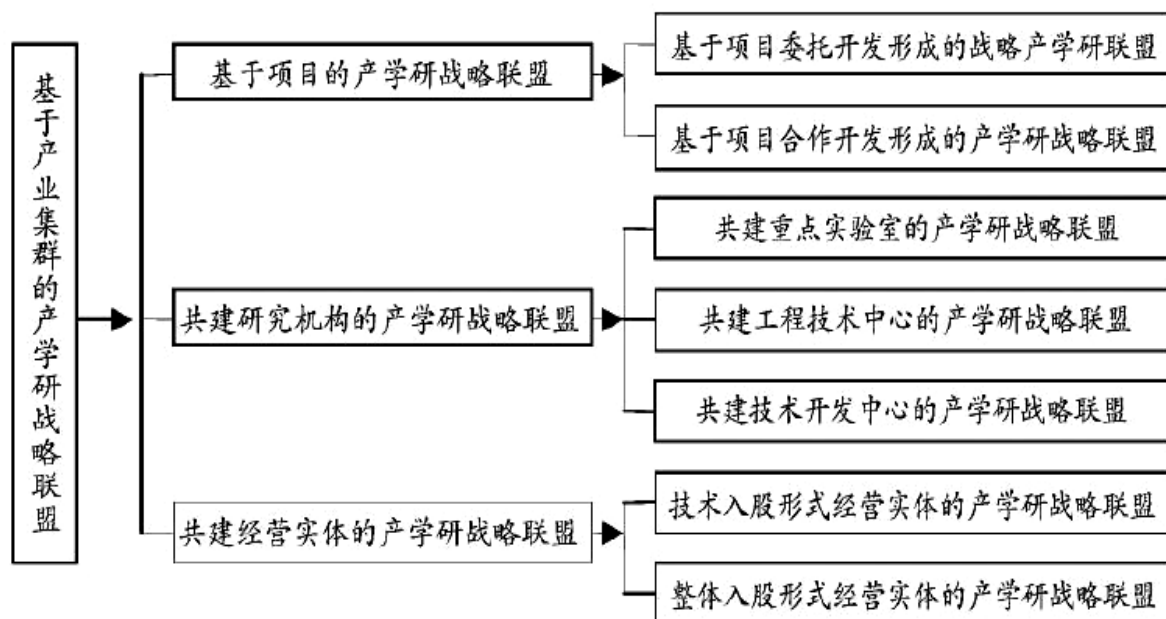 基于产业集群的产学研战略联盟
基于项目的产学研战略联盟
基于项目委托开发形成的战略产学研联盟
基于项目合作开发形成的产学研战略联盟
共建研究机构的产学研战略联盟
共建重点实验室的产学研战略联盟
共建工程技术中心的产学研战略联盟
共建技术开发中心的产学研战略联盟
共建经营实体的产学研战略联盟
技术入股形式经营实体的产学研战略联盟
整体入股形式经营实体的产学研战略联盟